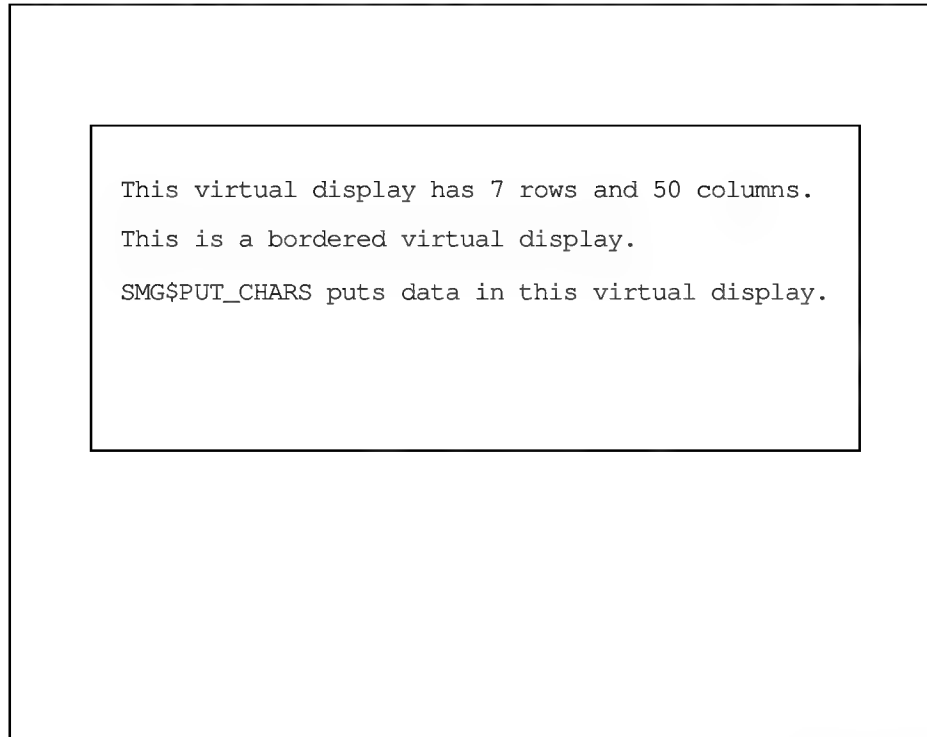 This virtual display has 7 rows and 50 columns.
This is a bordered virtual display.
SMG$PUT_CHARS puts data in this virtual display.